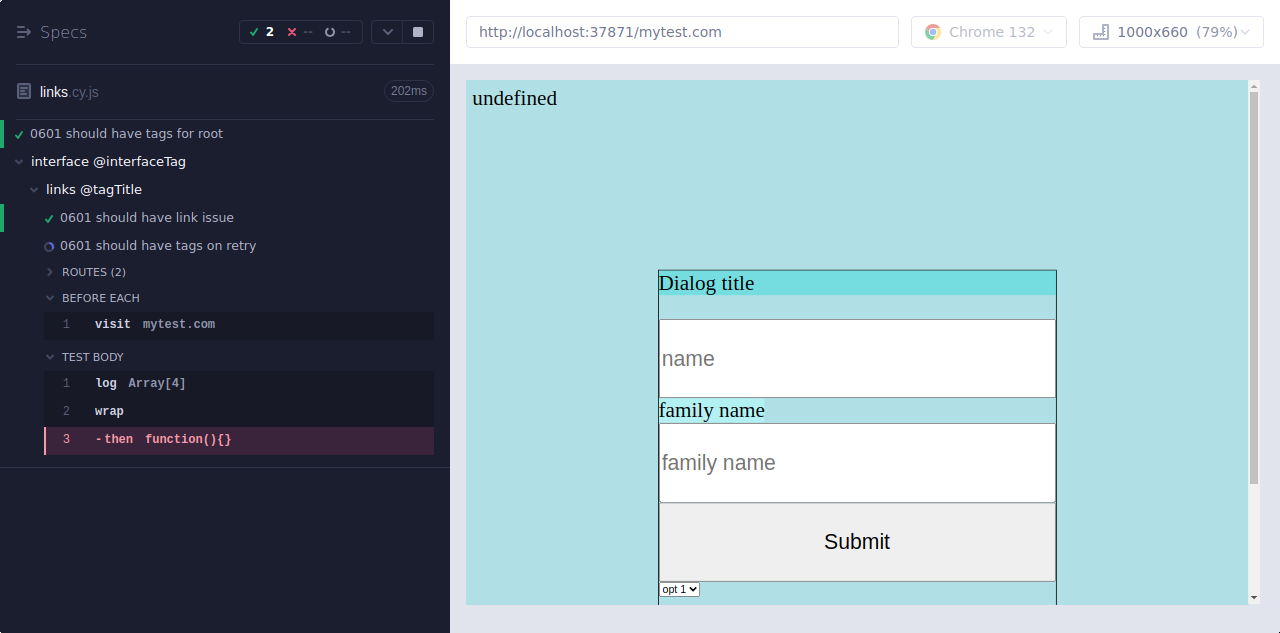 Specs
2 -- --
links.cy.js 202ms
0601 should have tags for root
interface @interfaceTag
links @tagTitle
0601 should have link issue
0601 should have tags on retry
ROUTES (2)
BEFORE EACH
1 visit mytest.com
TEST BODY
1 log Array[4]
2 wrap
3 -then function(){}
http://localhost:37871/mytest.com
Chrome 132
1000x660 (79%)
undefined
Dialog title
name
family name
family name
Submit
opt 1